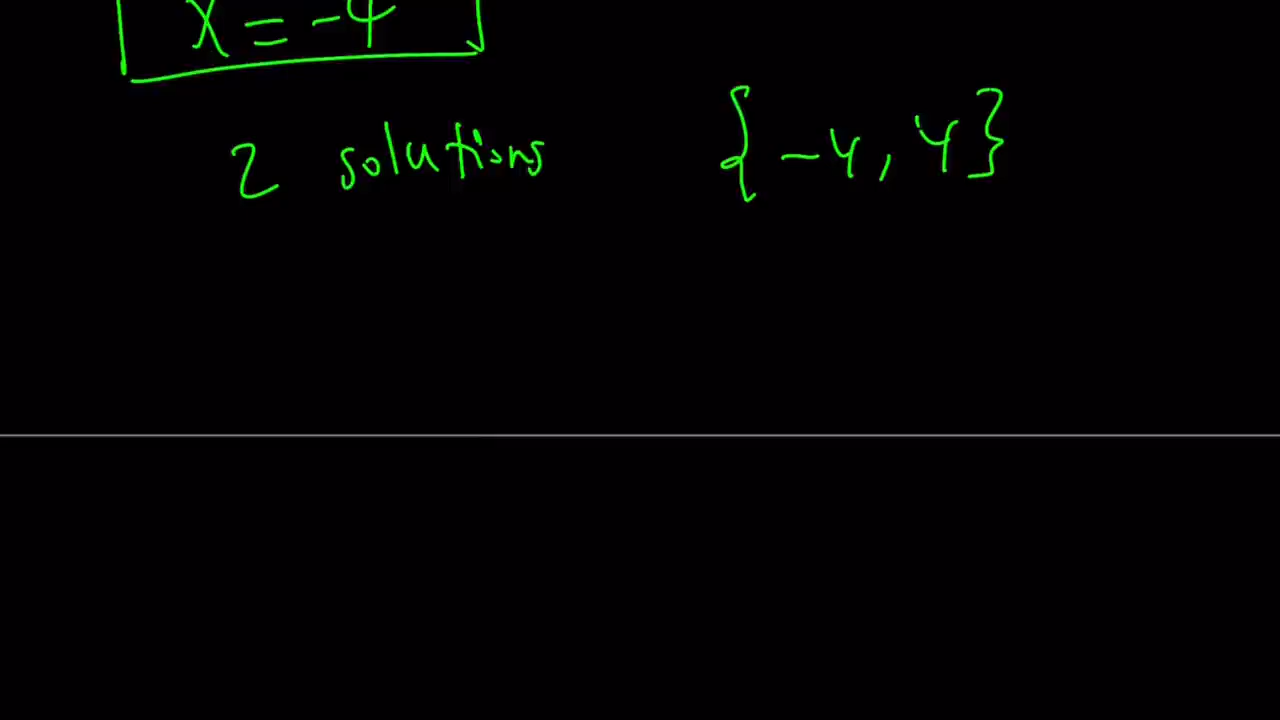 x = -4
2 solutions { -4, 4 }